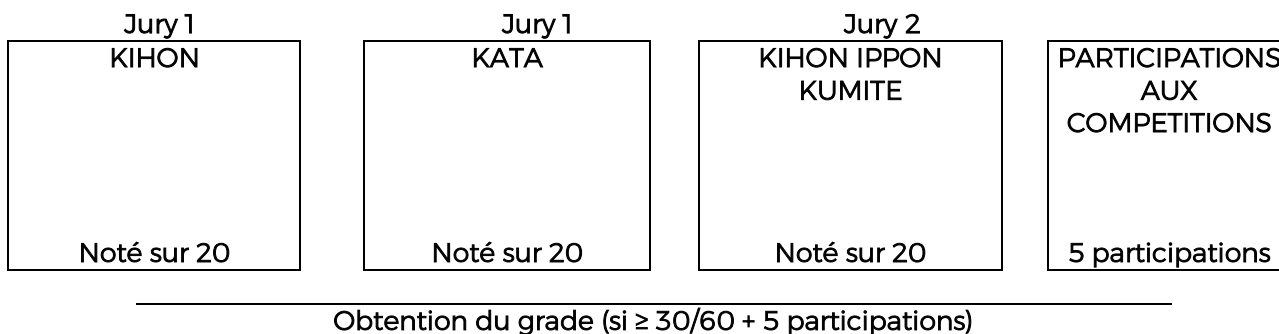 Jury 1
KIHON
Noté sur 20
Jury 1
KATA
Noté sur 20
Jury 2
KIHON IPPON
KUMITE
Noté sur 20
PARTICIPATIONS
AUX
COMPETITIONS
5 participations
Obtention du grade (si ≥ 30/60 + 5 participations)